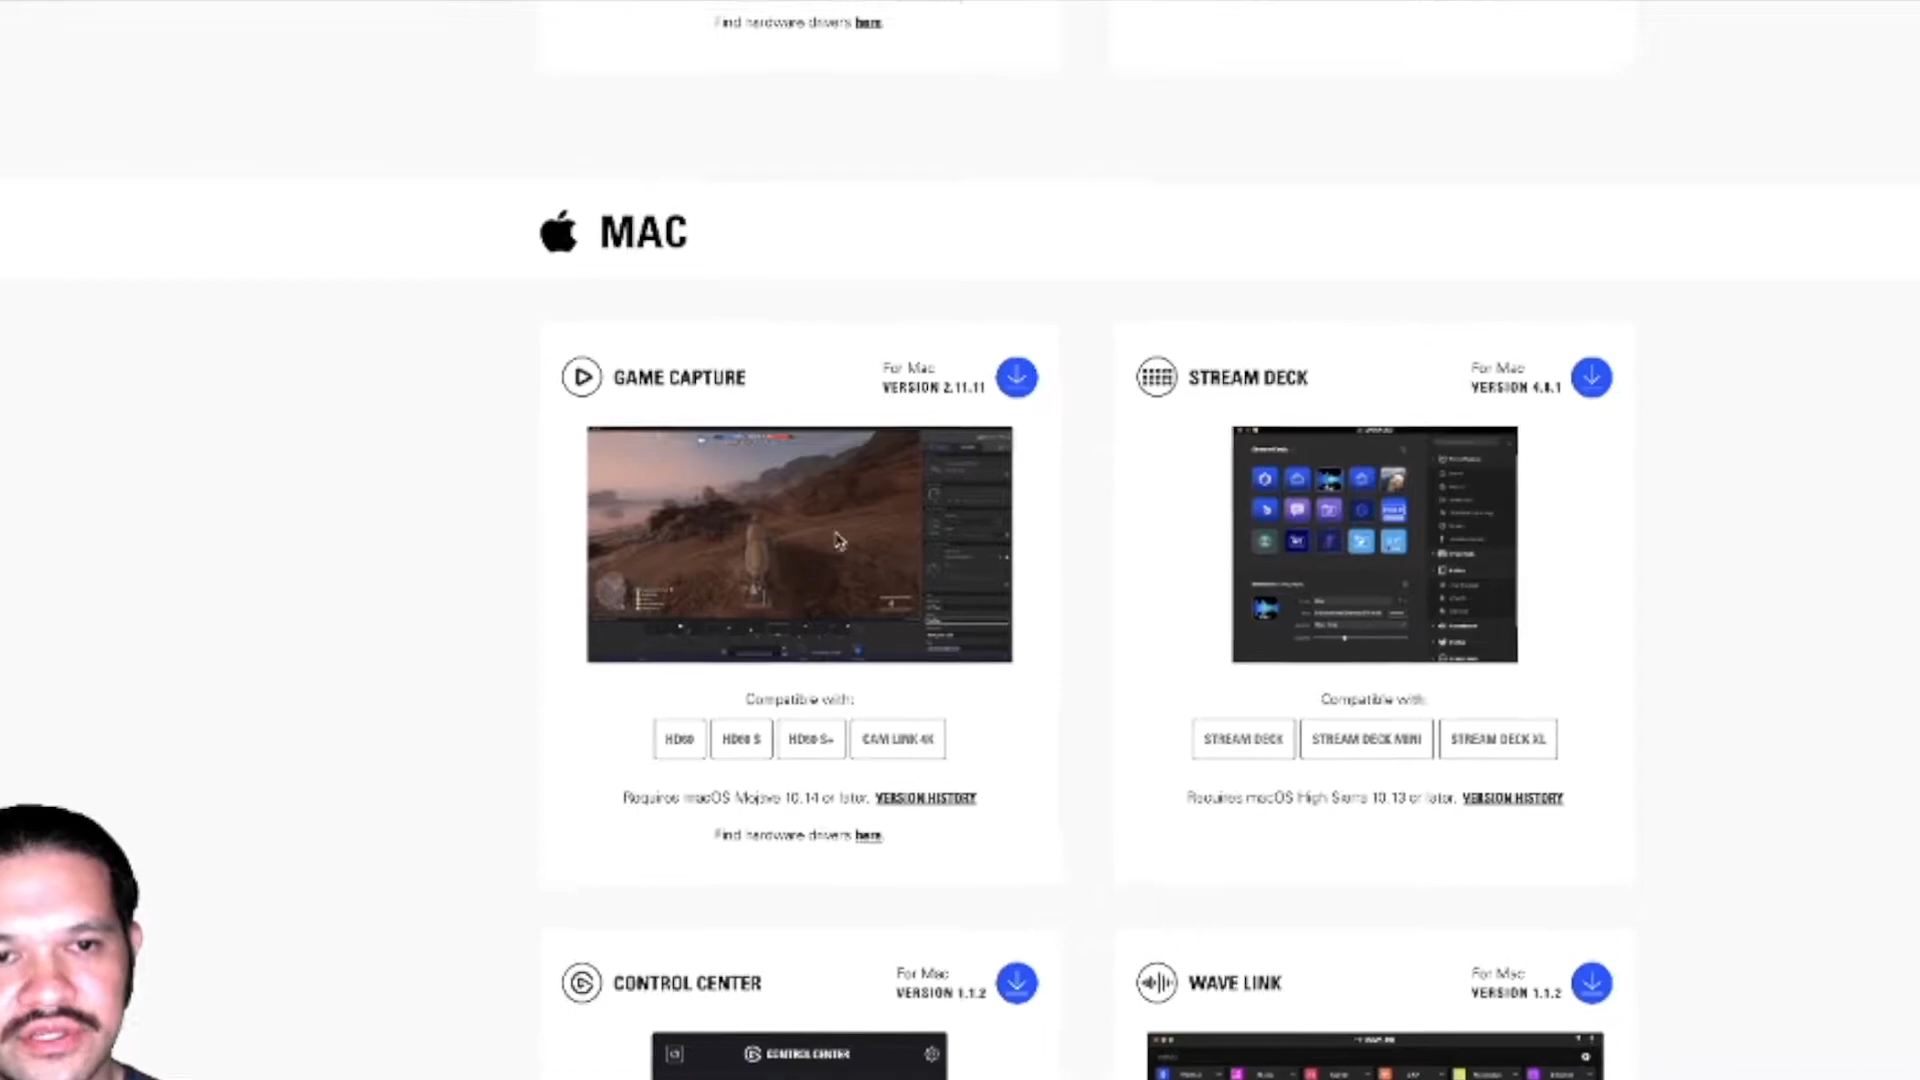 Find hardware drivers here
MAC
GAME CAPTURE
For Mac
VERSION 2.11.11
STREAM DECK
For Mac
VERSION 4.8.1
Compatible with:
HD60
HD60 S
HD60 S+
CAM LINK 4K
Compatible with:
STREAM DECK
STREAM DECK MINI
STREAM DECK XL
Requires macOS Mojave 10.14 or later. VERSION HISTORY
Requires macOS High Sierra 10.13 or later. VERSION HISTORY
Find hardware drivers here
CONTROL CENTER
For Mac
VERSION 1.1.2
WAVE LINK
For Mac
VERSION 1.1.2
CONTROL CENTER